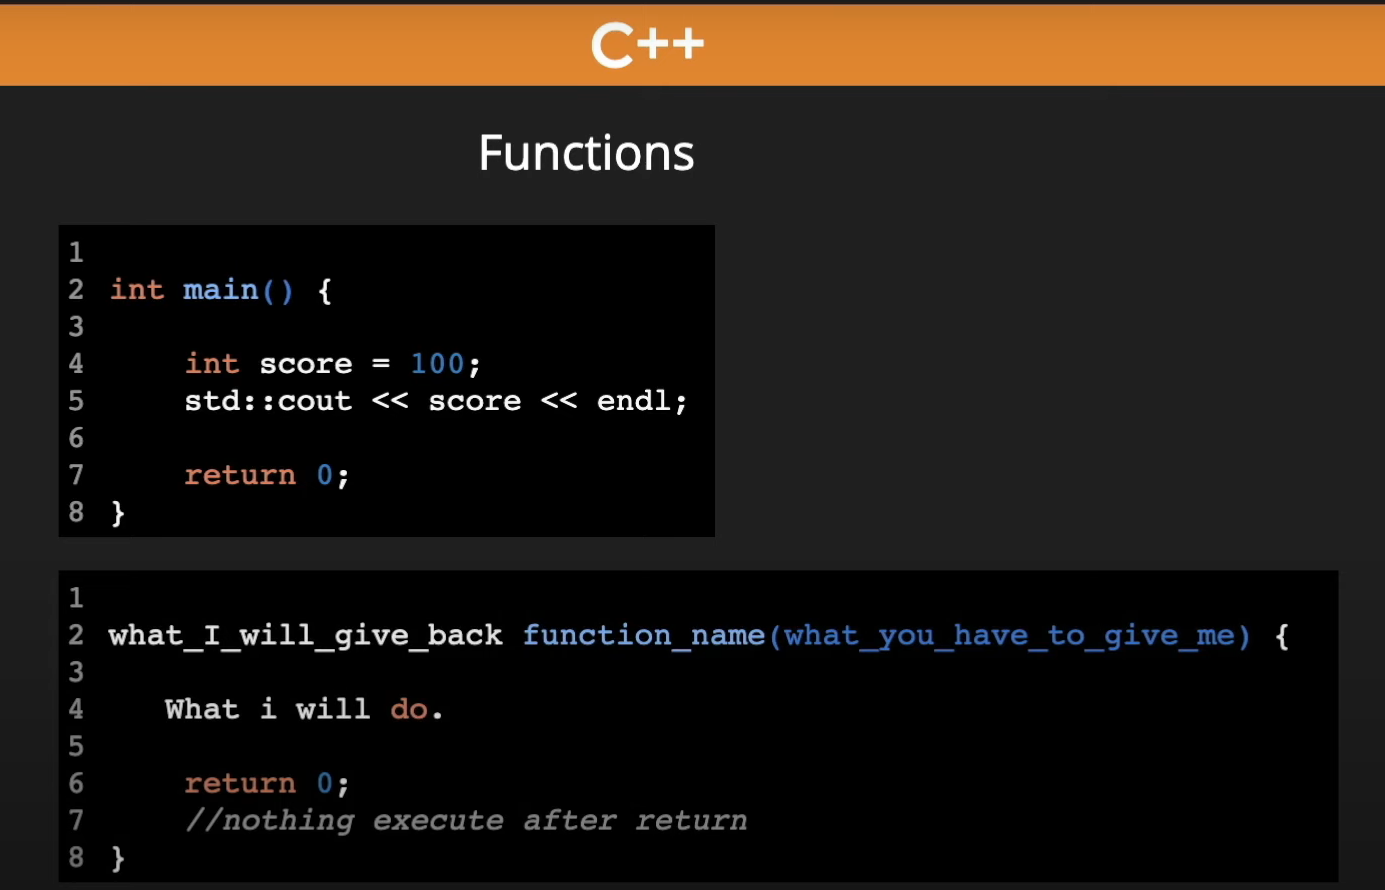 C++
Functions
1
2 int main() {
3
4 int score = 100;
5 std::cout << score << endl;
6
7 return 0;
8 }
1
2 what_I_will_give_back function_name(what_you_have_to_give_me) {
3
4 What i will do.
5
6 return 0;
7 //nothing execute after return
8 }